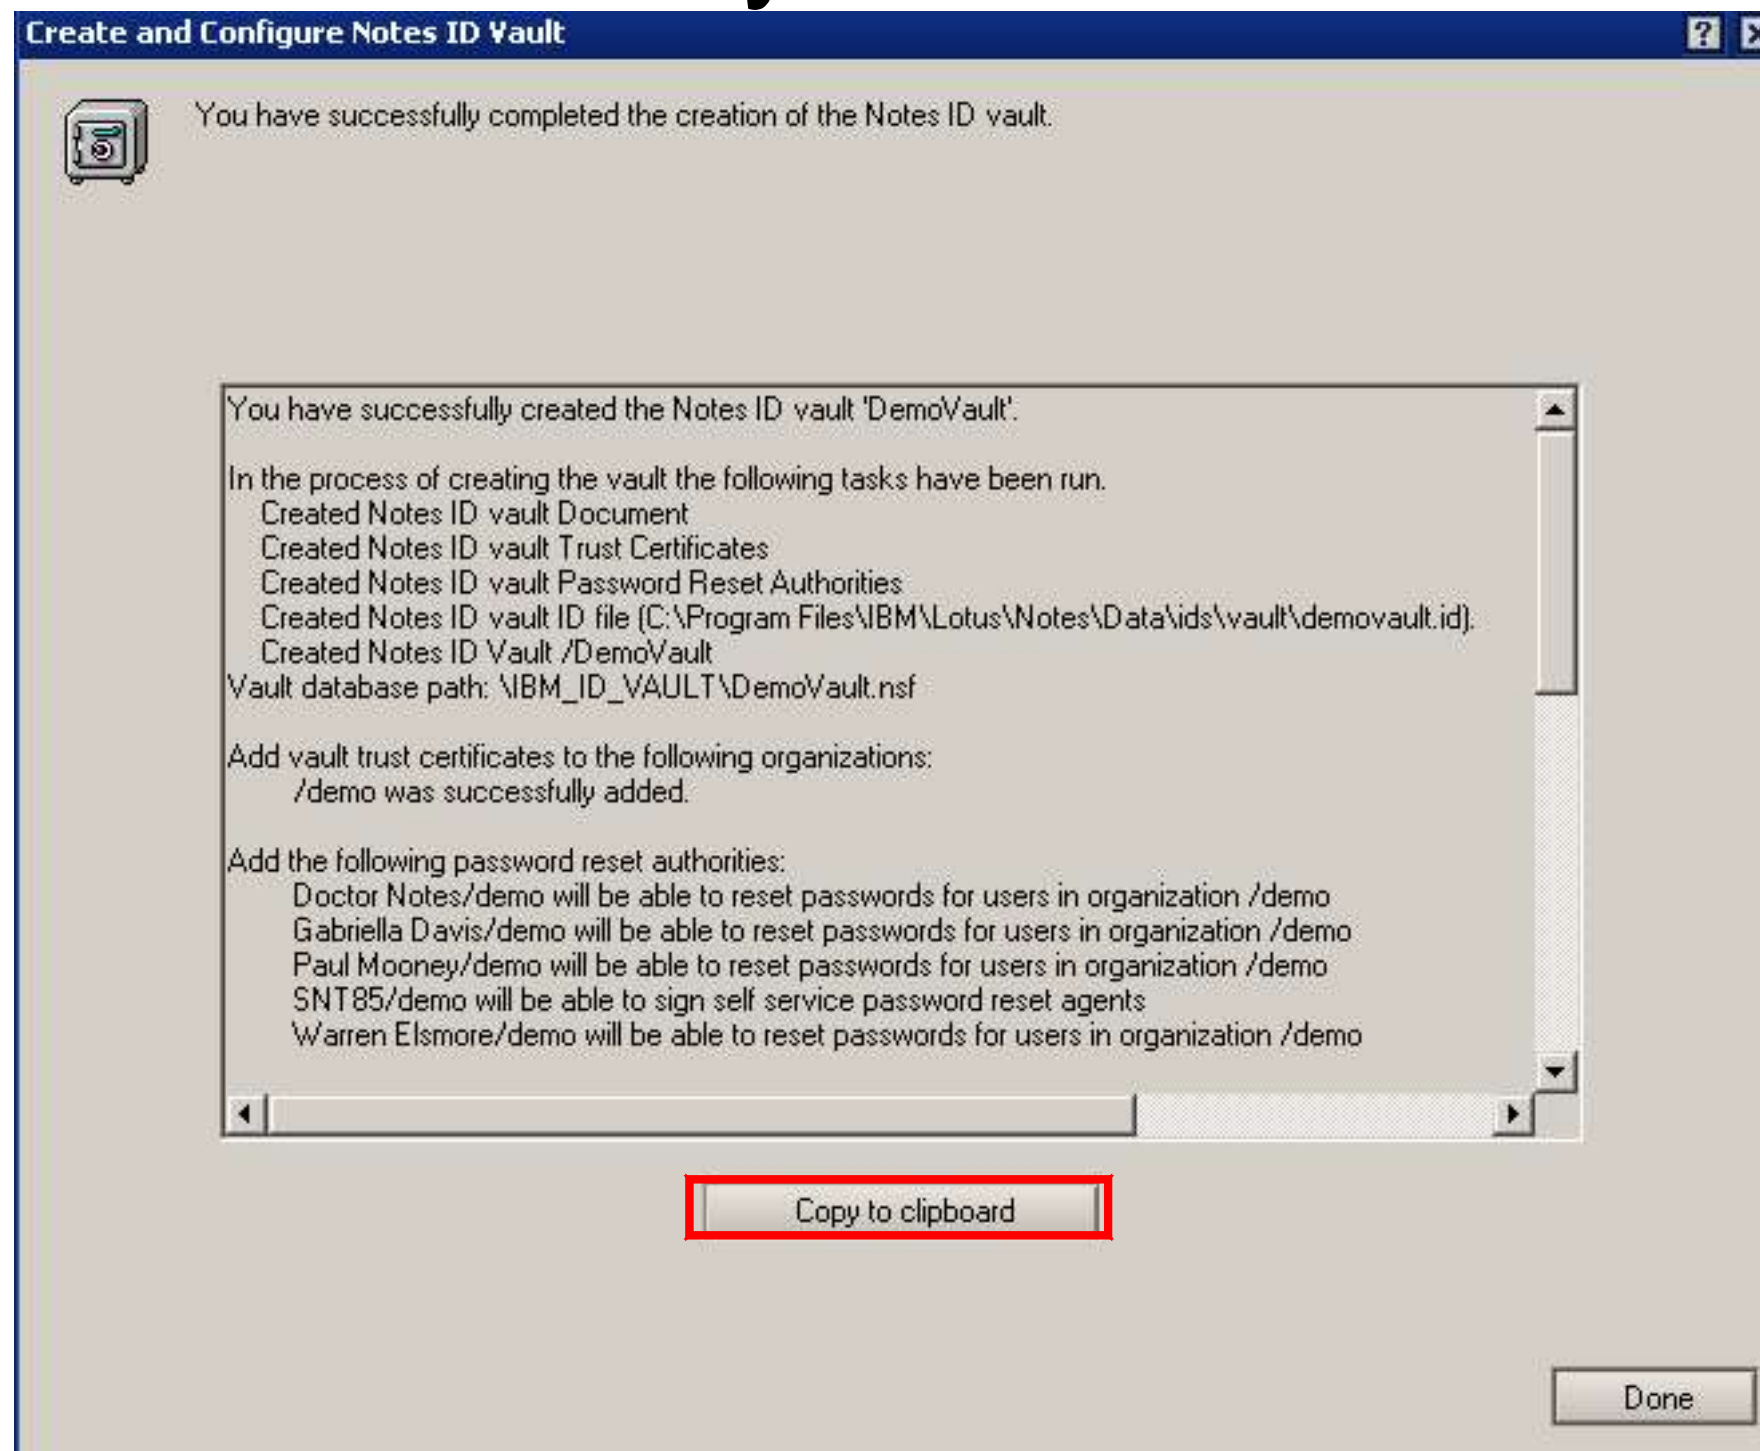 Create and Configure Notes ID Vault
You have successfully completed the creation of the Notes ID vault.
You have successfully created the Notes ID vault 'DemoVault'.
In the process of creating the vault the following tasks have been run.
Created Notes ID vault Document
Created Notes ID vault Trust Certificates
Created Notes ID vault Password Reset Authorities
Created Notes ID vault ID file (C:\Program Files\IBM\Lotus\Notes\Data\ids\vault\demovault.id).
Created Notes ID Vault /DemoVault
Vault database path: \IBM_ID_VAULT\DemoVault.nsf
Add vault trust certificates to the following organizations:
/demo was successfully added.
Add the following password reset authorities:
Doctor Notes/demo will be able to reset passwords for users in organization /demo
Gabriella Davis/demo will be able to reset passwords for users in organization /demo
Paul Mooney/demo will be able to reset passwords for users in organization /demo
SNT85/demo will be able to sign self service password reset agents
Warren Elsmore/demo will be able to reset passwords for users in organization /demo
Copy to clipboard
Done